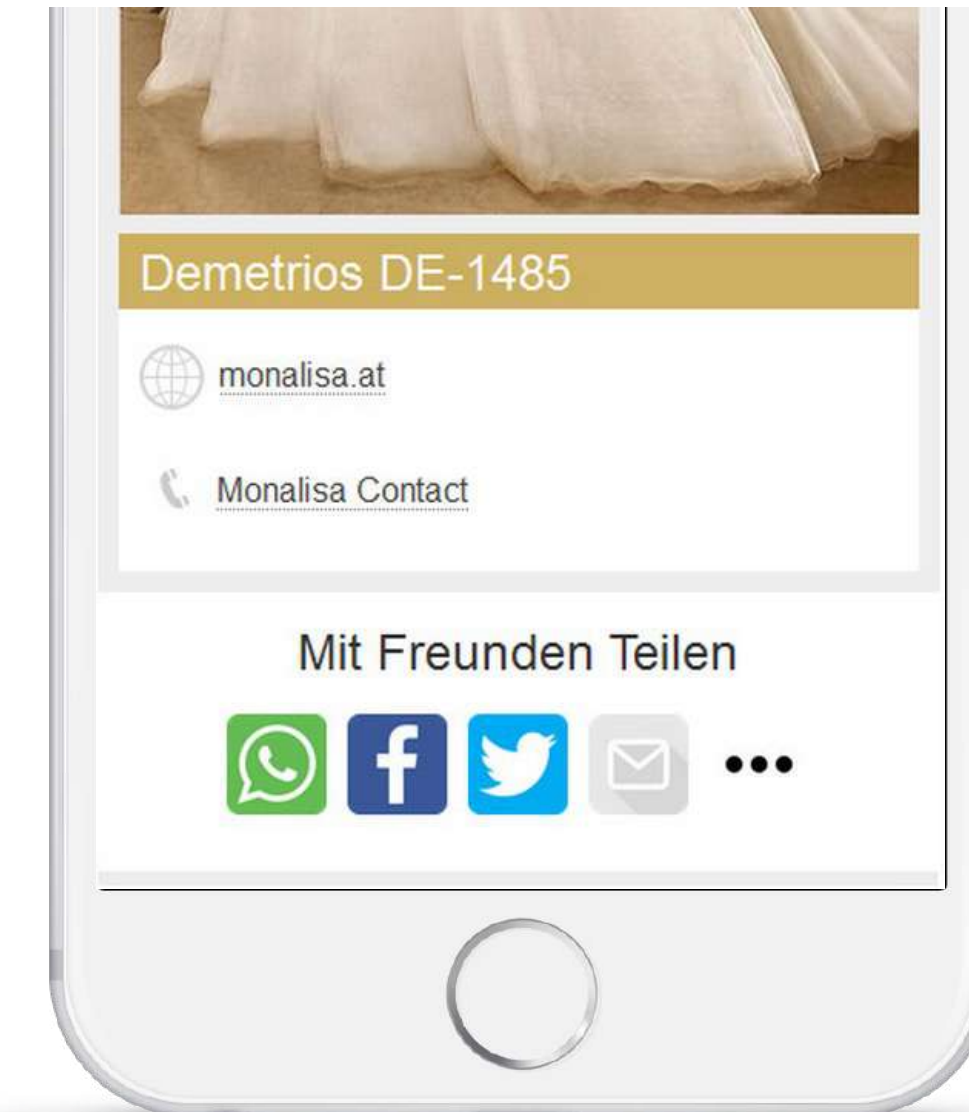 Demetrios DE-1485
monalisa.at
Monalisa Contact
Mit Freunden Teilen